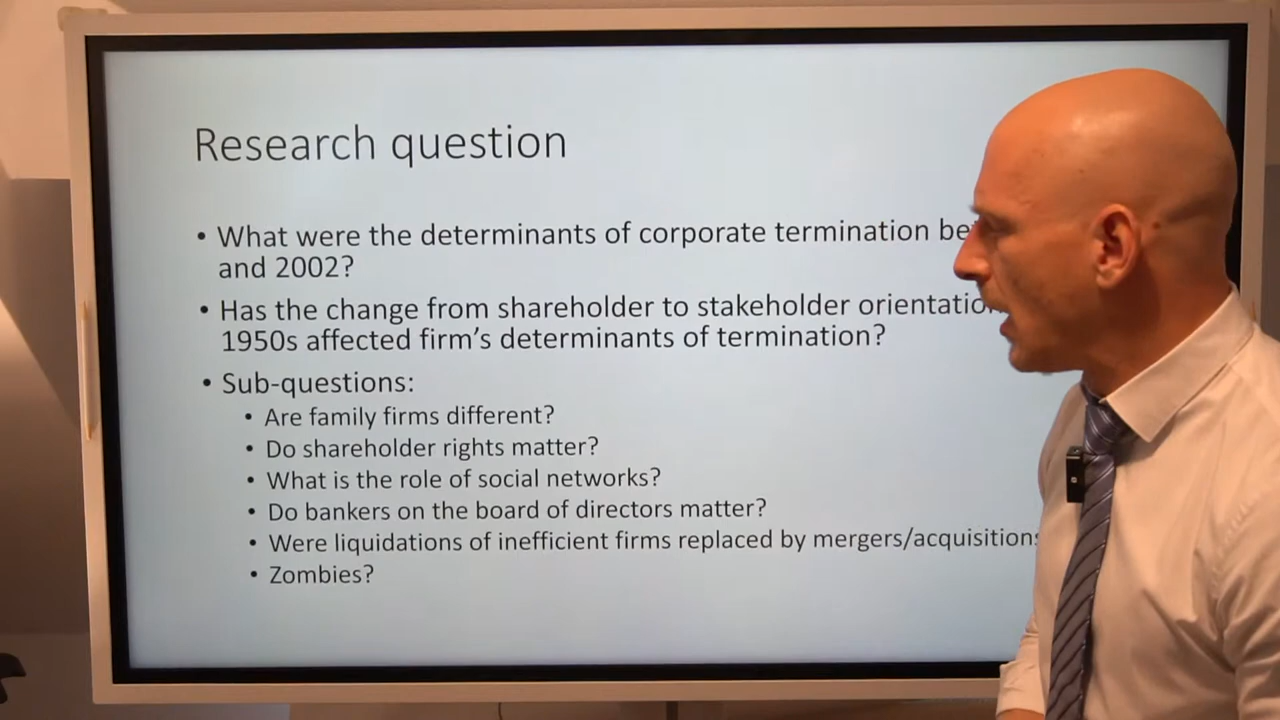 Research question
• What were the determinants of corporate termination
and 2002?
• Has the change from shareholder to stakeholder
1950s affected firm's determinants of termination?
• Sub-questions:
• Are family firms different?
• Do shareholder rights matter?
• What is the role of social networks?
• Do bankers on the board of directors matter?
• Were liquidations of inefficient firms replaced by mergers/acquisitions
• Zombies?